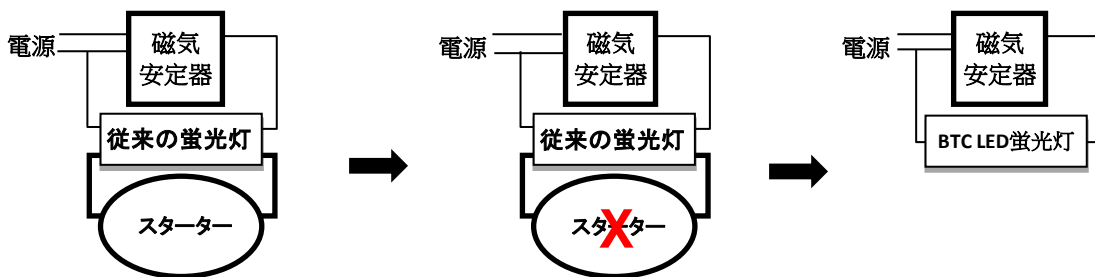 電源
磁気
安定器
従来の蛍光灯
スターター
電源
磁気
安定器
従来の蛍光灯
スターター
X
電源
磁気
安定器
BTC LED蛍光灯